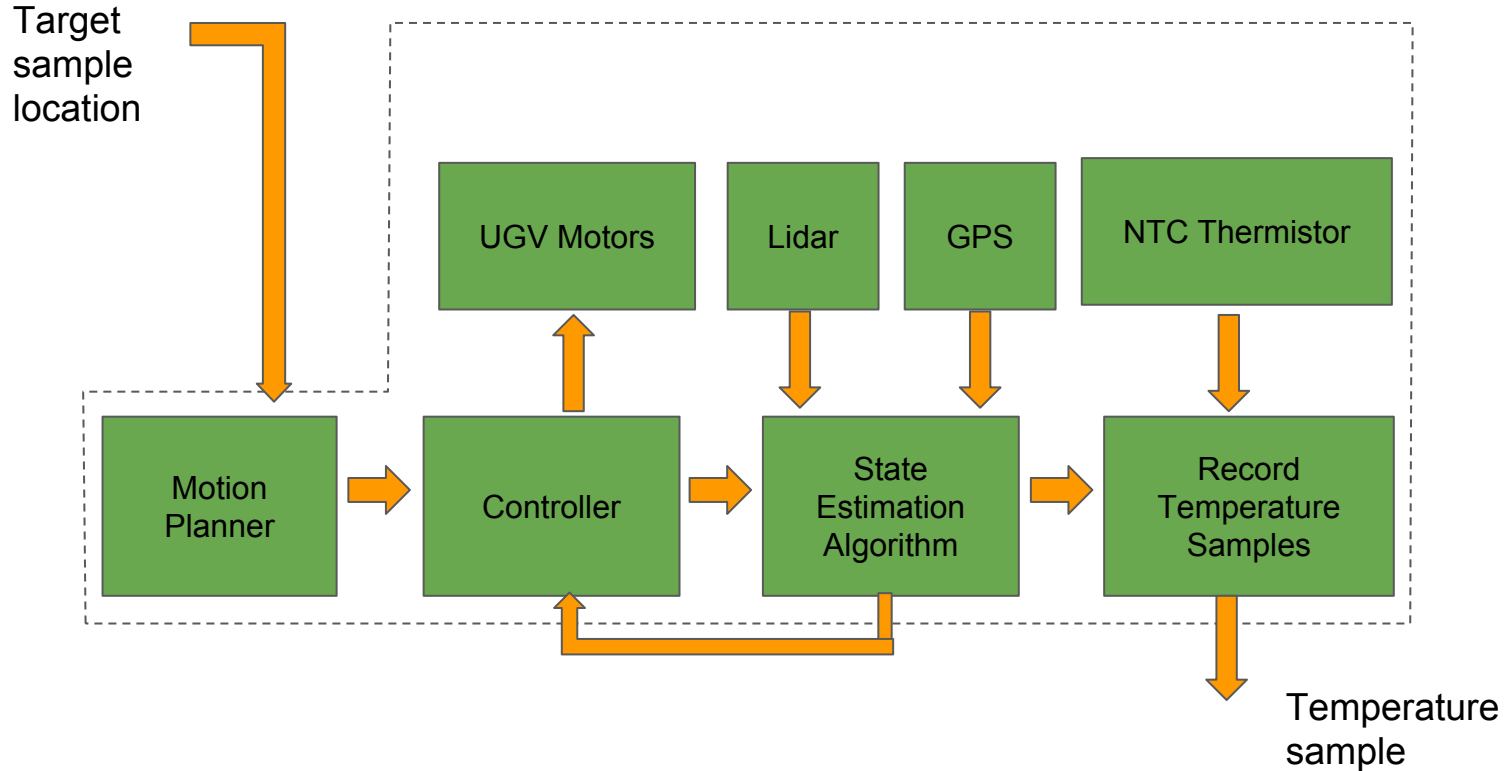 Target
sample
location
UGV Motors
Lidar
GPS
NTC Thermistor
Motion
Planner
Controller
State
Estimation
Algorithm
Record
Temperature
Samples
Temperature
sample